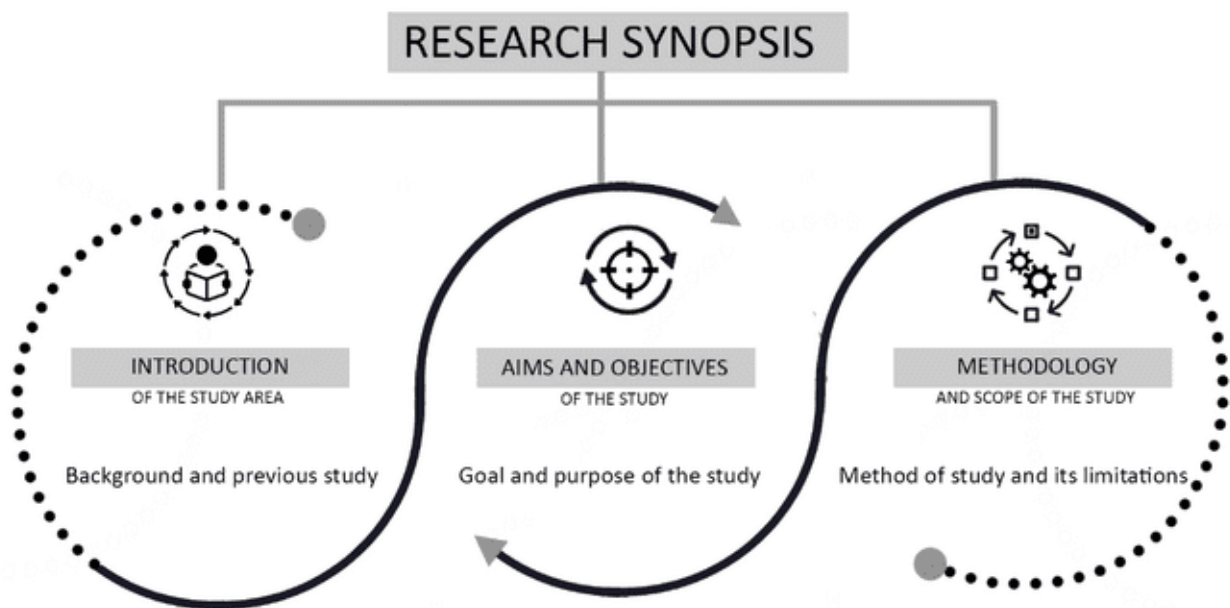 RESEARCH SYNOPSIS
INTRODUCTION
OF THE STUDY AREA
Background and previous study
AIMS AND OBJECTIVES
OF THE STUDY
Goal and purpose of the study
METHODOLOGY
AND SCOPE OF THE STUDY
Method of study and its limitations